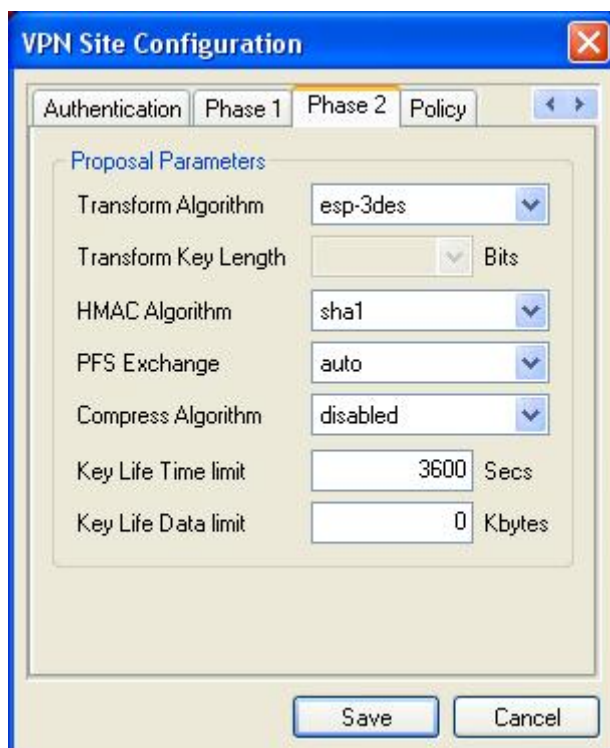 VPN Site Configuration
Authentication Phase 1 Phase 2 Policy
Proposal Parameters
Transform Algorithm esp-3des
Transform Key Length Bits
HMAC Algorithm sha1
PFS Exchange auto
Compress Algorithm disabled
Key Life Time limit 3600 Secs
Key Life Data limit 0 Kbytes
Save Cancel